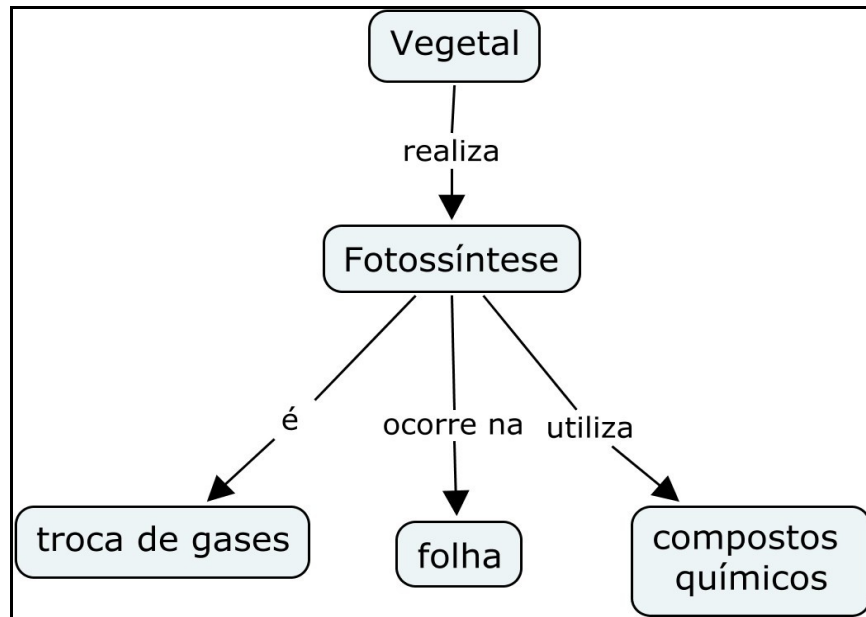 Vegetal
realiza
Fotossíntese
é
ocorre na
utiliza
troca de gases
folha
compostos
químicos